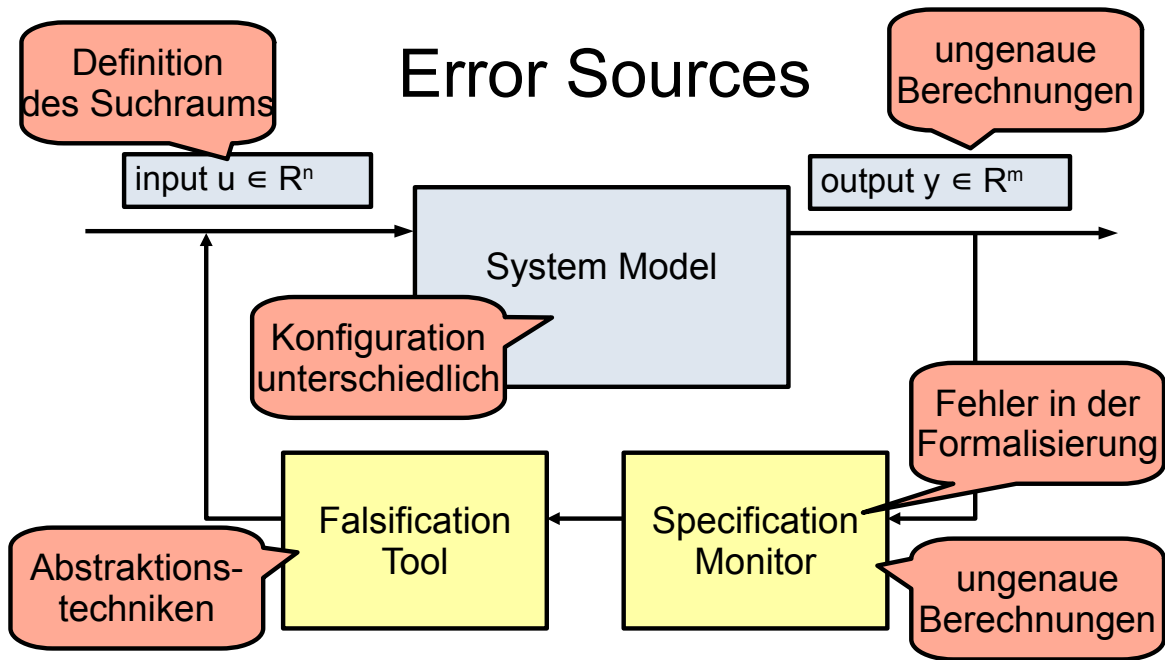 Error Sources
Definition
des Suchraums
ungenaue
Berechnungen
input u ∈ Rⁿ
output y ∈ Rᵐ
System Model
Konfiguration
unterschiedlich
Fehler in der
Formalisierung
Falsification
Tool
Specification
Monitor
Abstraktions-
techniken
ungenaue
Berechnungen